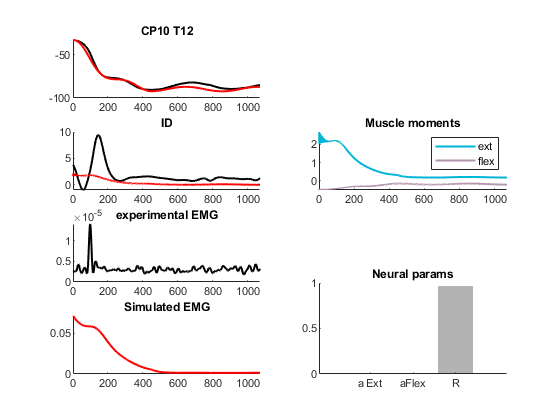 CP10 T12
-50
-100
0 200 400 600 800 1000
ID
10
5
0
0 200 400 600 800 1000
×10⁻⁵ experimental EMG
1
0.5
0
0 200 400 600 800 1000
Simulated EMG
0.05
0
0 200 400 600 800 1000
Muscle moments
2
1
0
ext
flex
0 200 400 600 800 1000
Neural params
1
0.5
0
a Ext aFlex R